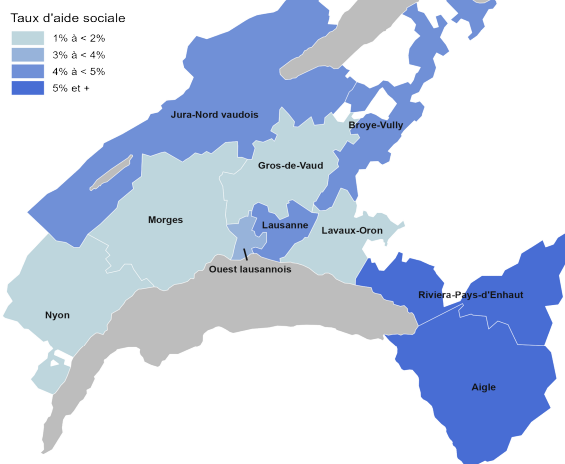 Taux d'aide sociale
1% à < 2%
3% à < 4%
4% à < 5%
5% et +
Jura-Nord vaudois
Broye-Vully
Gros-de-Vaud
Morges
Lausanne
Lavaux-Oron
Ouest lausannois
Riviera-Pays-d'Enhaut
Nyon
Aigle